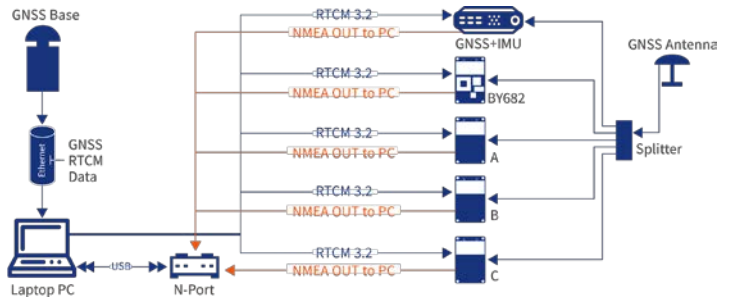 GNSS Base
RTCM 3.2
NMEA OUT to PC
GNSS+IMU
GNSS Antenna
RTCM 3.2
NMEA OUT to PC
BY682
Ethernet
GNSS
RTCM
Data
RTCM 3.2
NMEA OUT to PC
A
Splitter
RTCM 3.2
NMEA OUT to PC
B
RTCM 3.2
NMEA OUT to PC
C
USB
Laptop PC
N-Port